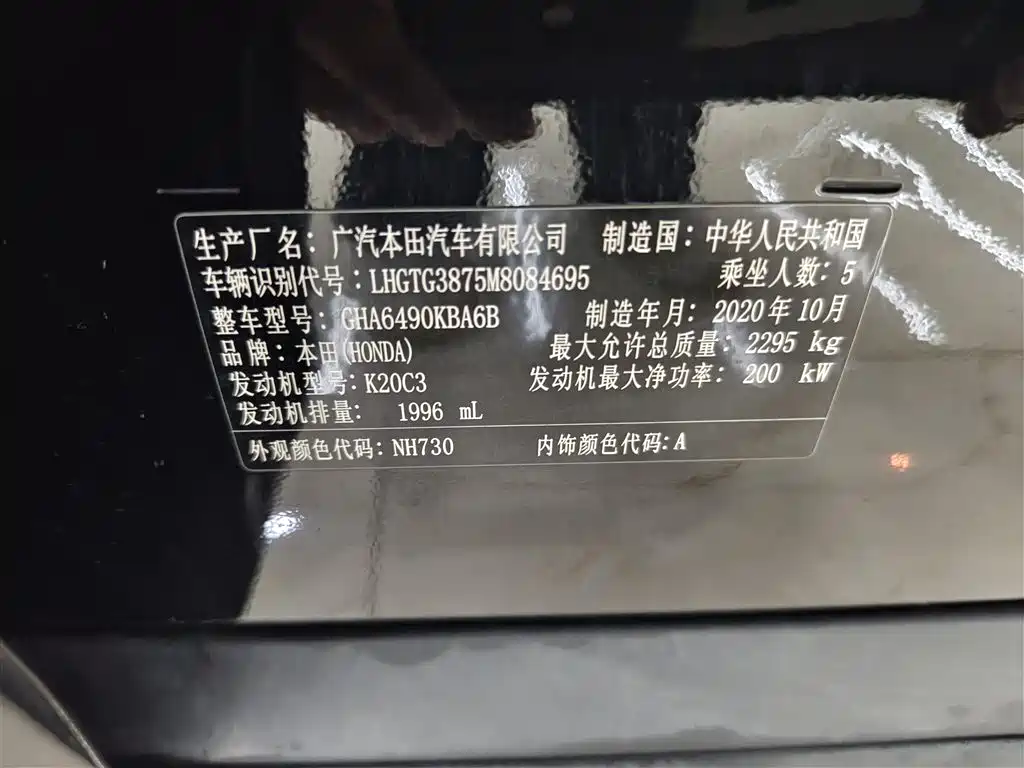 生产厂名：广汽本田汽车有限公司 制造国：中华人民共和国
车辆识别代号：LHGTG3875M8084695 乘坐人数：5
整车型号：GHA6490KBA6B 制造年月：2020年10月
品牌：本田(HONDA) 最大允许总质量：2295 kg
发动机型号：K20C3 发动机最大净功率：200 kW
发动机排量：1996 mL
外观颜色代码：NH730 内饰颜色代码：A